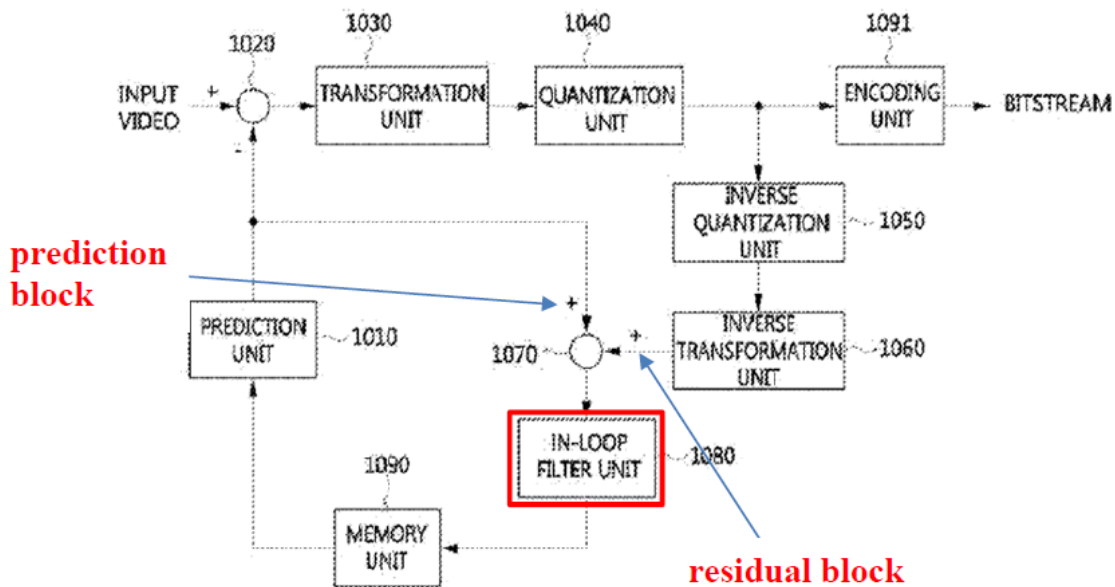 1020
1030
1040
1091
INPUT
VIDEO
+
-
TRANSFORMATION
UNIT
QUANTIZATION
UNIT
ENCODING
UNIT
BITSTREAM
INVERSE
QUANTIZATION
UNIT
1050
prediction
block
+
PREDICTION
UNIT
1010
1070
+
INVERSE
TRANSFORMATION
UNIT
1060
IN-LOOP
FILTER UNIT
1080
1090
MEMORY
UNIT
residual block